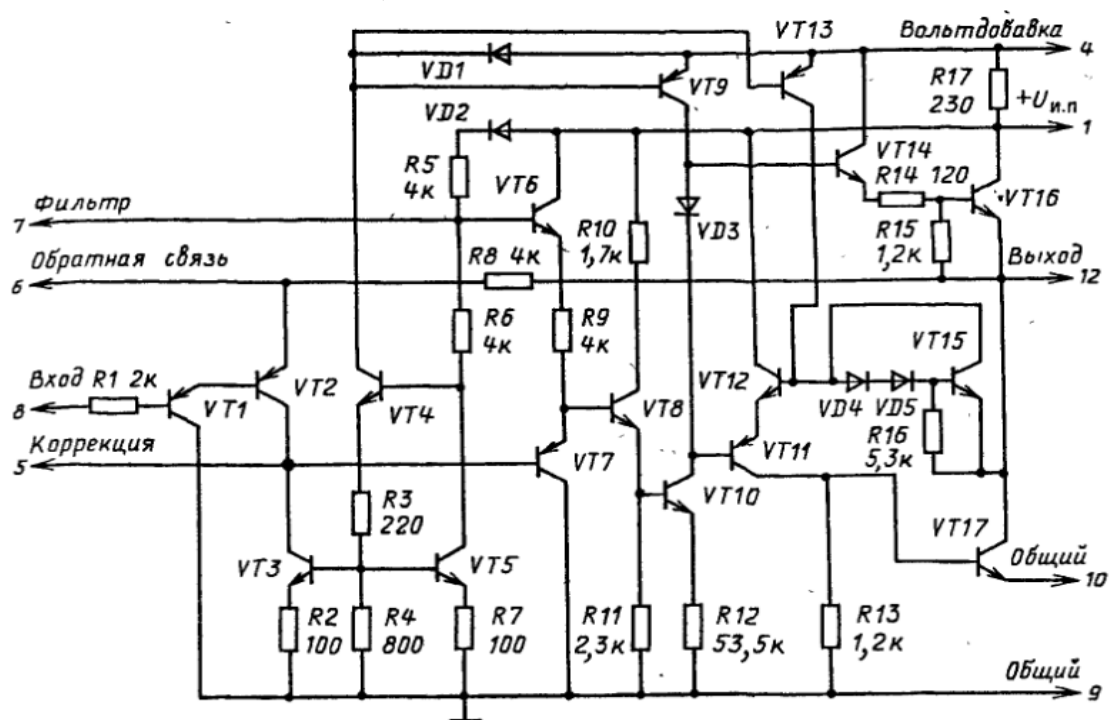 VT13
Вольтдобавка
4
VD1
VT9
R17
230
+Uи.п
1
VD2
R5
4к
VT6
VT14
R14 120
VT16
Фильтр
7
R10
1,7к
VD3
R15
1,2к
Обратная связь
6
R8 4к
Выход
12
R6
4к
R9
4к
VT15
Вход
R1 2к
8
VT1
VT2
VT4
VT8
VT12
VD4
VD5
R16
5,3к
Коррекция
5
VT7
VT11
VT10
R3
220
VT17
VT3
VT5
Общий
10
R2
100
R4
800
R7
100
R11
2,3к
R12
53,5к
R13
1,2к
Общий
9